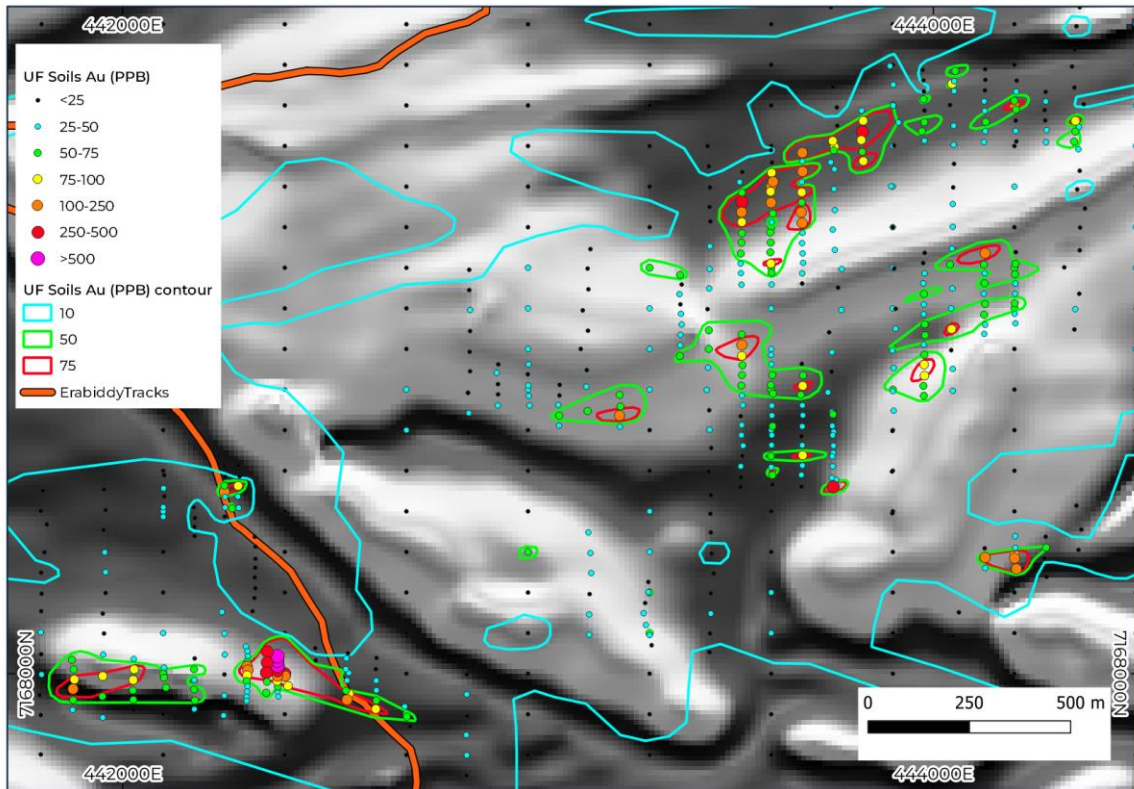 442000E
444000E
UF Soils Au (PPB)
<25
25-50
50-75
75-100
100-250
250-500
>500
UF Soils Au (PPB) contour
10
50
75
ErabiddyTracks
7168000N
7168000N
0 250 500 m
442000E
444000E